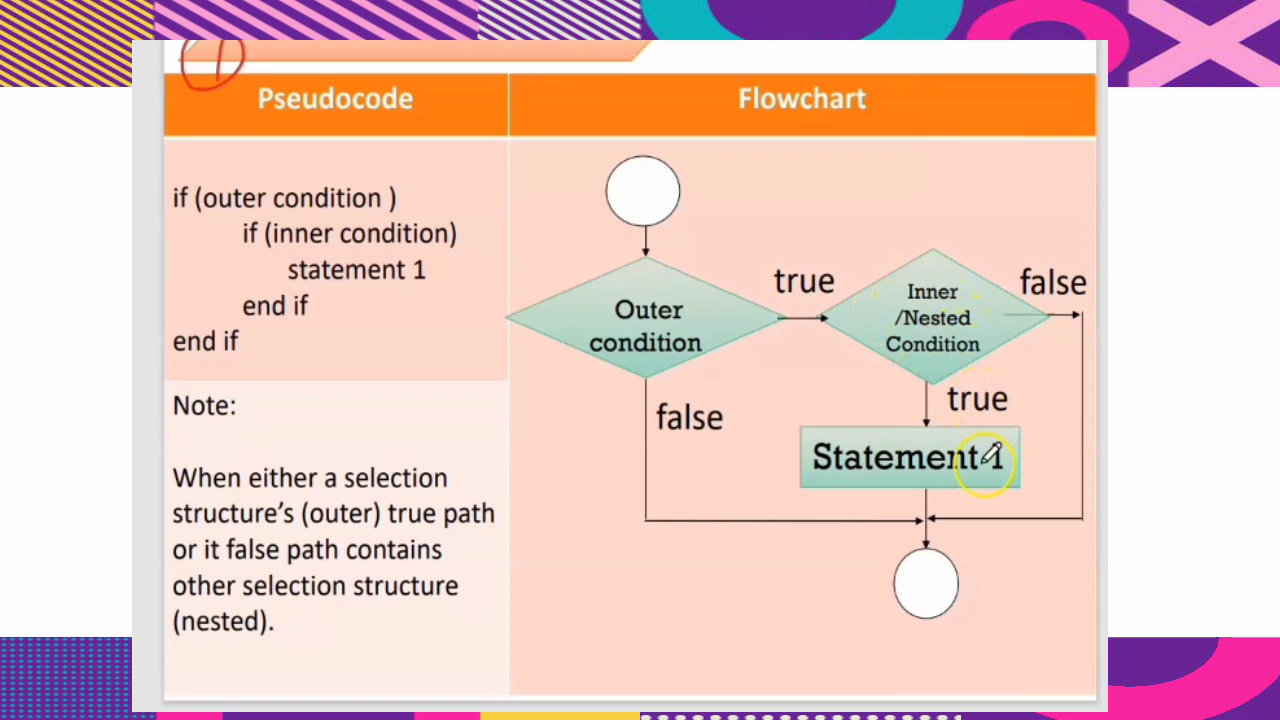 Pseudocode
Flowchart
if (outer condition )
if (inner condition)
statement 1
end if
end if
Note:
When either a selection
structure's (outer) true path
or it false path contains
other selection structure
(nested).
Outer
condition
true
Inner
/Nested
Condition
false
false
true
Statement 1